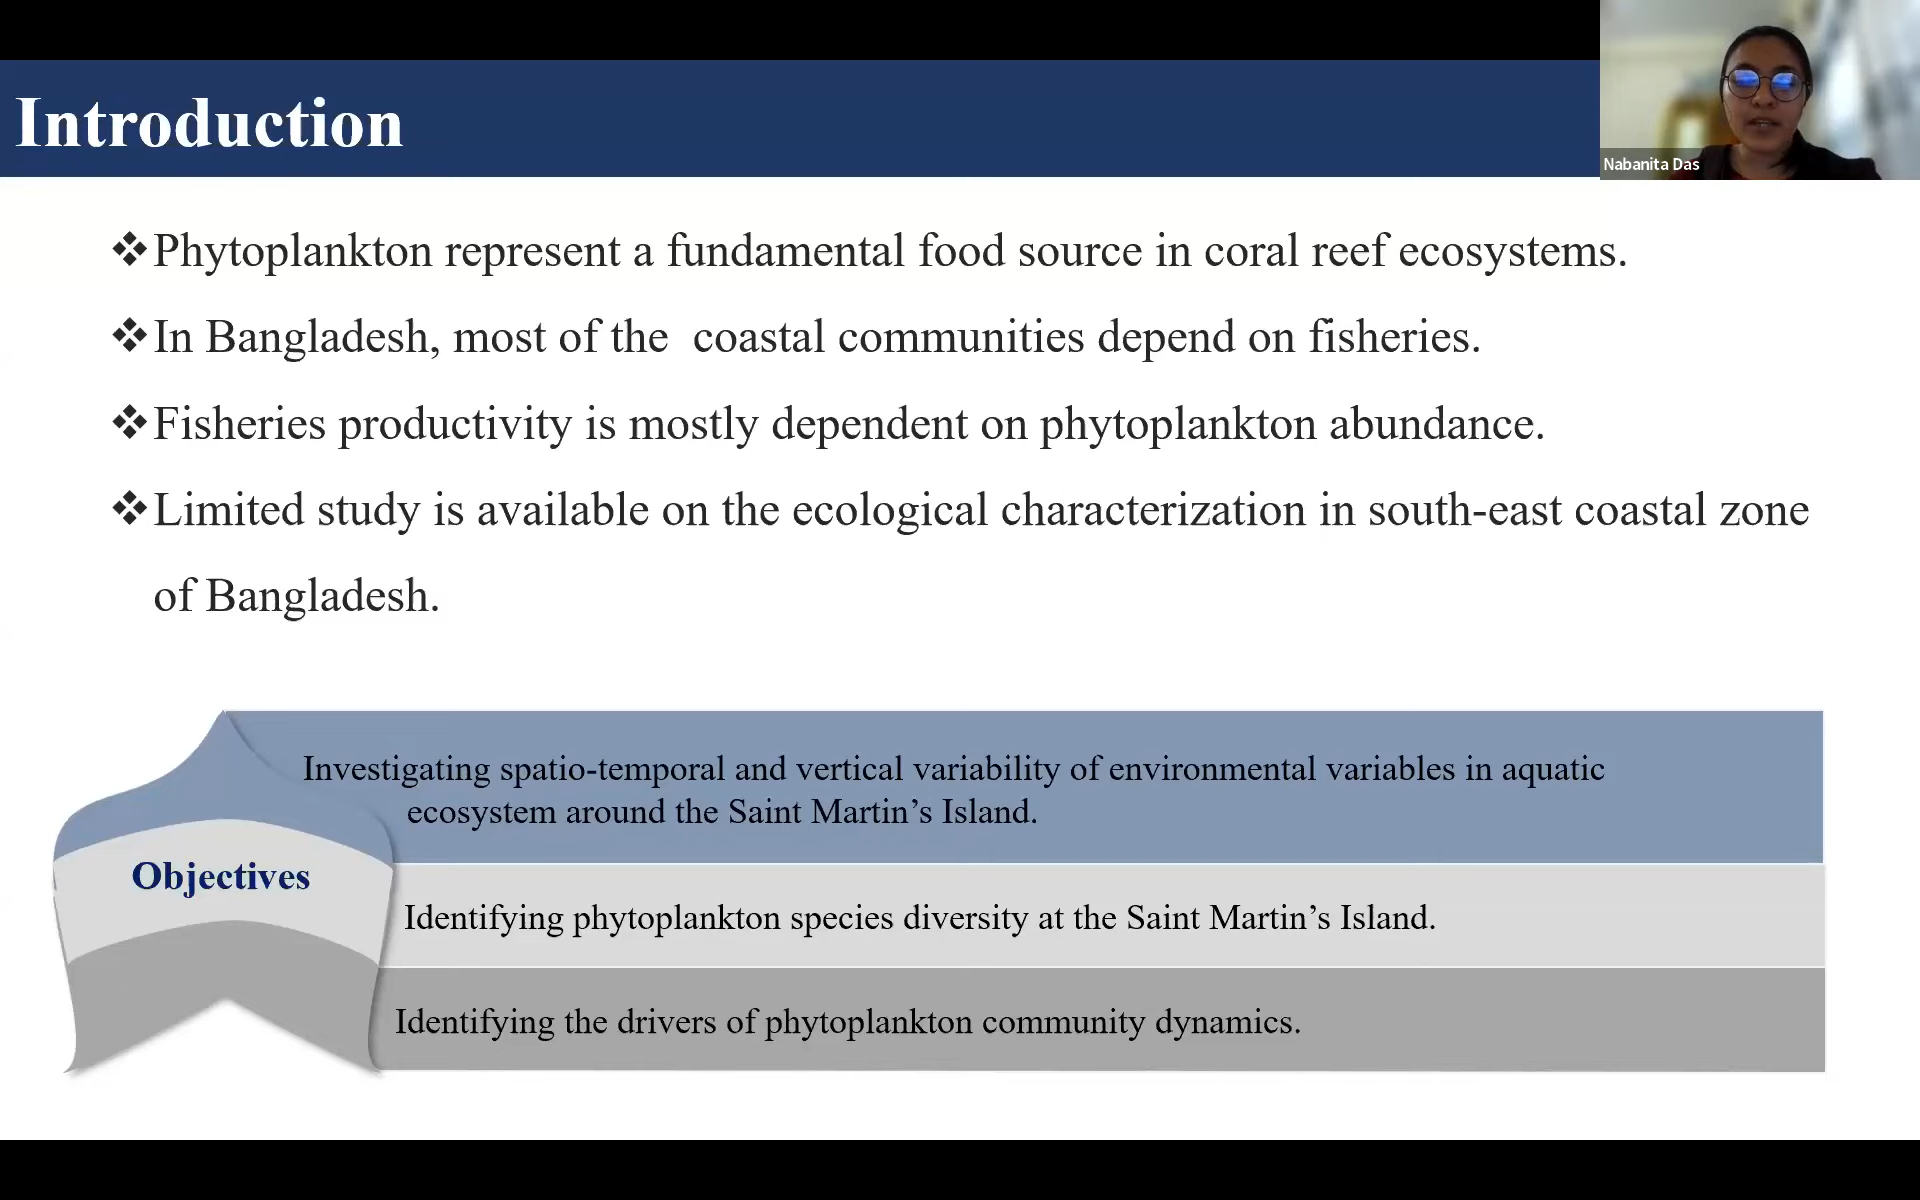 Introduction
Nabanita Das
❖Phytoplankton represent a fundamental food source in coral reef ecosystems.
❖In Bangladesh, most of the  coastal communities depend on fisheries.
❖Fisheries productivity is mostly dependent on phytoplankton abundance.
❖Limited study is available on the ecological characterization in south-east coastal zone
of Bangladesh.
Objectives
Investigating spatio-temporal and vertical variability of environmental variables in aquatic
ecosystem around the Saint Martin’s Island.
Identifying phytoplankton species diversity at the Saint Martin’s Island.
Identifying the drivers of phytoplankton community dynamics.